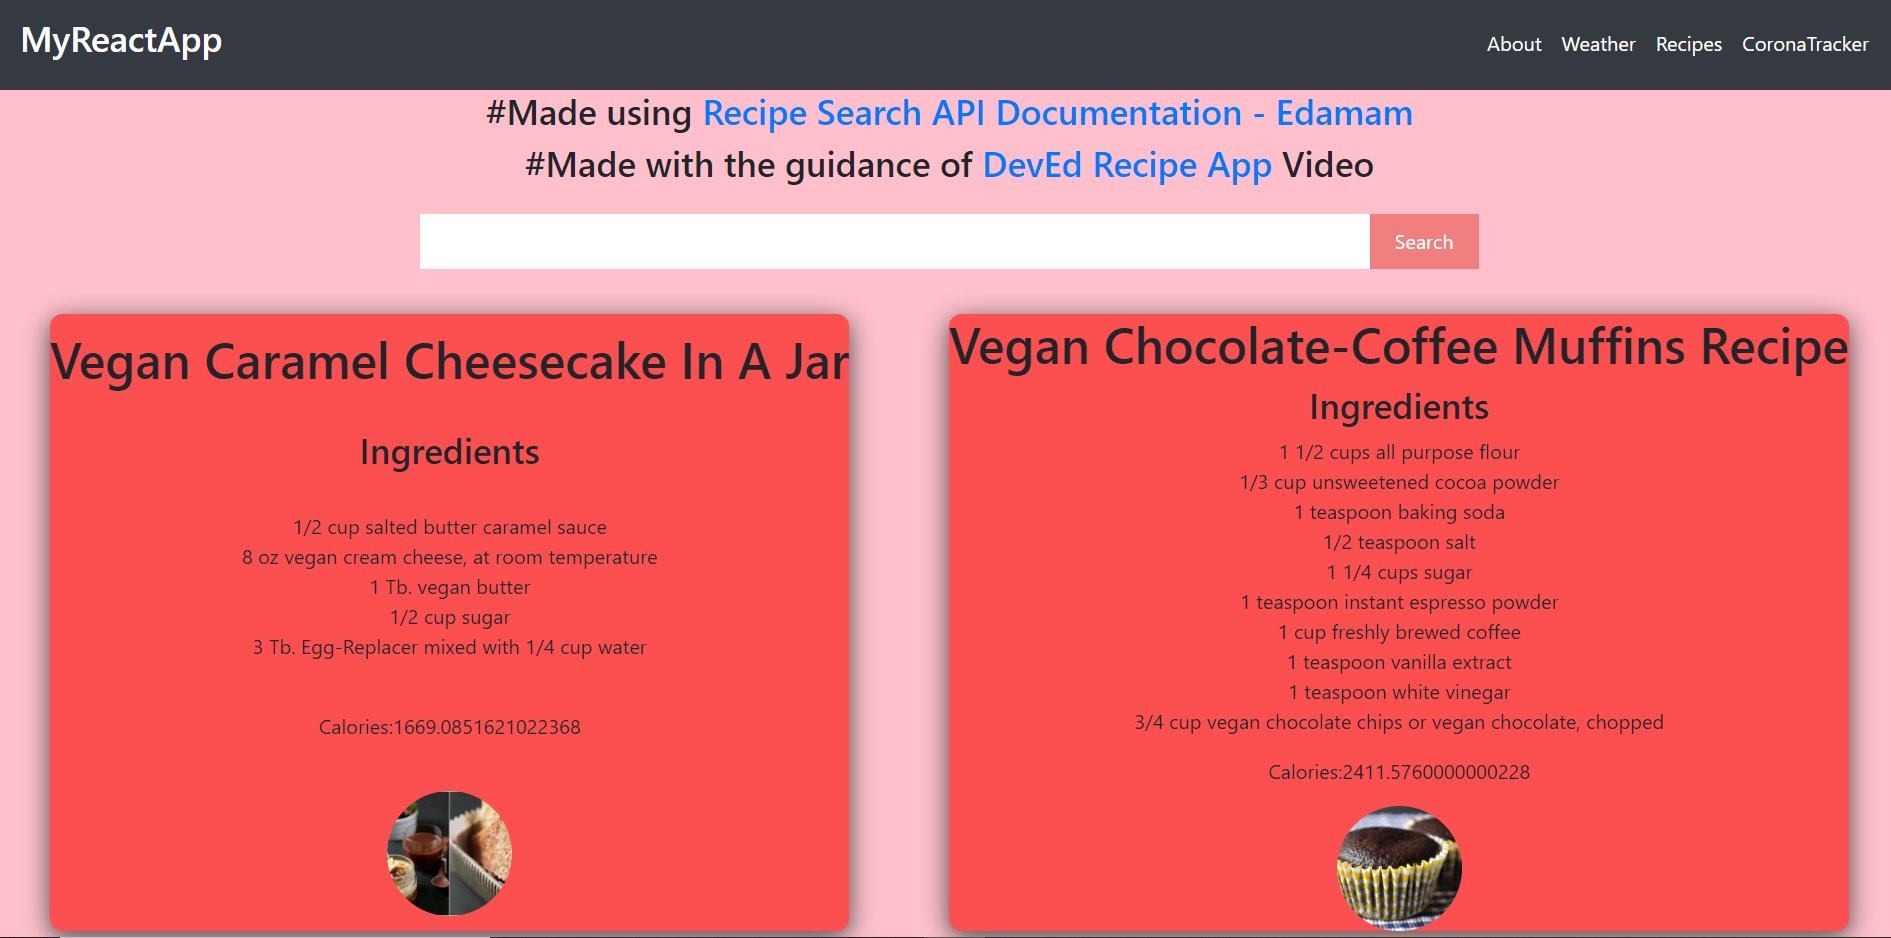 MyReactApp
About Weather Recipes CoronaTracker
#Made using Recipe Search API Documentation - Edamam
#Made with the guidance of DevEd Recipe App Video
Search
Vegan Caramel Cheesecake In A Jar
Ingredients
1/2 cup salted butter caramel sauce
8 oz vegan cream cheese, at room temperature
1 Tb. vegan butter
1/2 cup sugar
3 Tb. Egg-Replacer mixed with 1/4 cup water
Calories:1669.0851621022368
Vegan Chocolate-Coffee Muffins Recipe
Ingredients
1 1/2 cups all purpose flour
1/3 cup unsweetened cocoa powder
1 teaspoon baking soda
1/2 teaspoon salt
1 1/4 cups sugar
1 teaspoon instant espresso powder
1 cup freshly brewed coffee
1 teaspoon vanilla extract
1 teaspoon white vinegar
3/4 cup vegan chocolate chips or vegan chocolate, chopped
Calories:2411.5760000000228